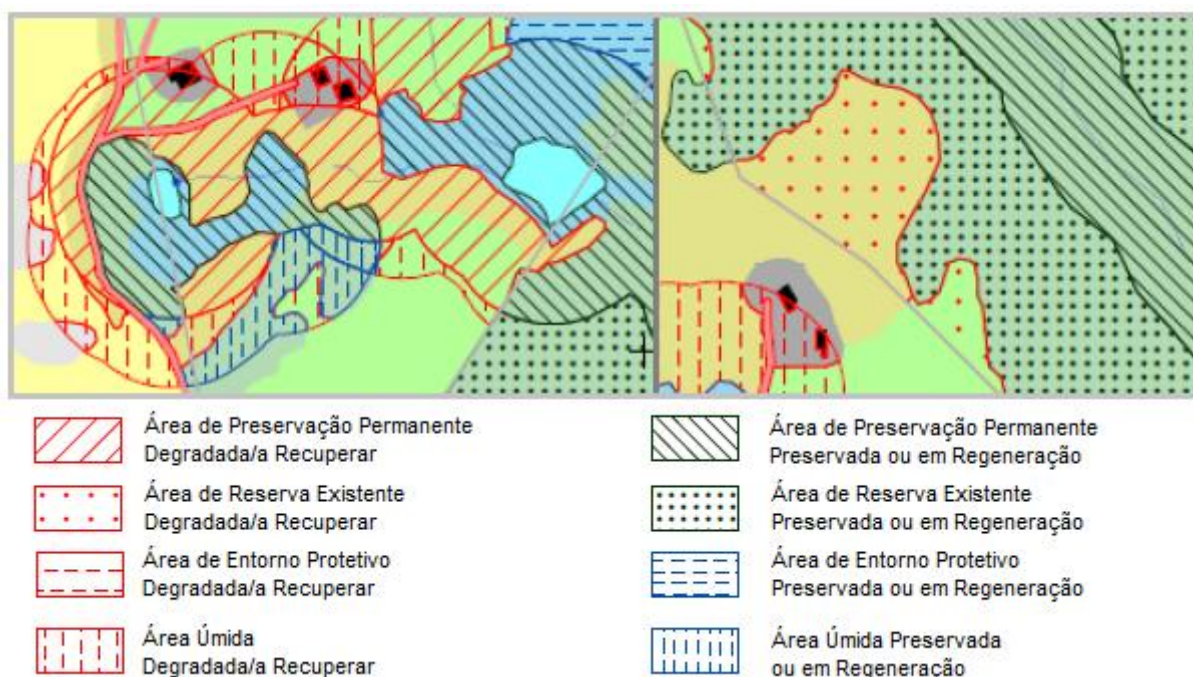 Área de Preservação Permanente
Degradada/a Recuperar
Área de Reserva Existente
Degradada/a Recuperar
Área de Entorno Protetivo
Degradada/a Recuperar
Área Úmida
Degradada/a Recuperar
Área de Preservação Permanente
Preservada ou em Regeneração
Área de Reserva Existente
Preservada ou em Regeneração
Área de Entorno Protetivo
Preservada ou em Regeneração
Área Úmida Preservada
ou em Regeneração